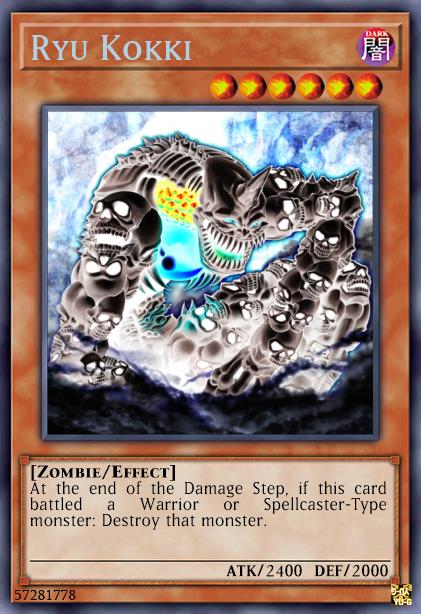 Ryu Kokki
DARK
闇
[Zombie/Effect]
At the end of the Damage Step, if this card
battled a Warrior or Spellcaster-Type
monster: Destroy that monster.
ATK/2400 DEF/2000
57281778